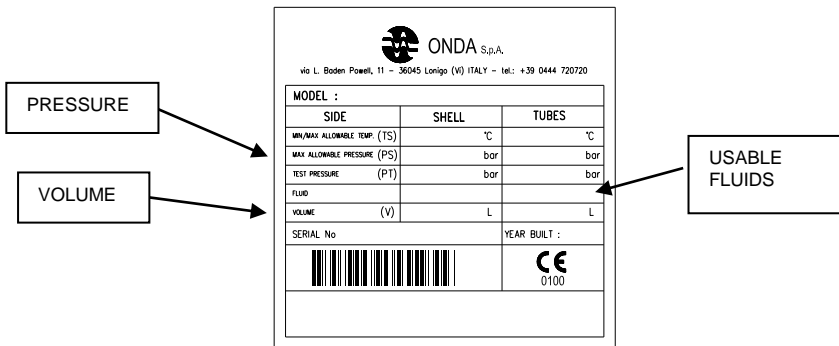 ONDA S.p.A.
via L. Baden Powell, 11 – 36045 Lonigo (Vi) ITALY – tel.: +39 0444 720720
MODEL :
SIDE SHELL TUBES
MIN/MAX ALLOWABLE TEMP. (TS) °C °C
MAX ALLOWABLE PRESSURE (PS) bar bar
TEST PRESSURE (PT) bar bar
FLUID
VOLUME (V) L L
SERIAL No YEAR BUILT :
CE
0100
PRESSURE
VOLUME
USABLE
FLUIDS